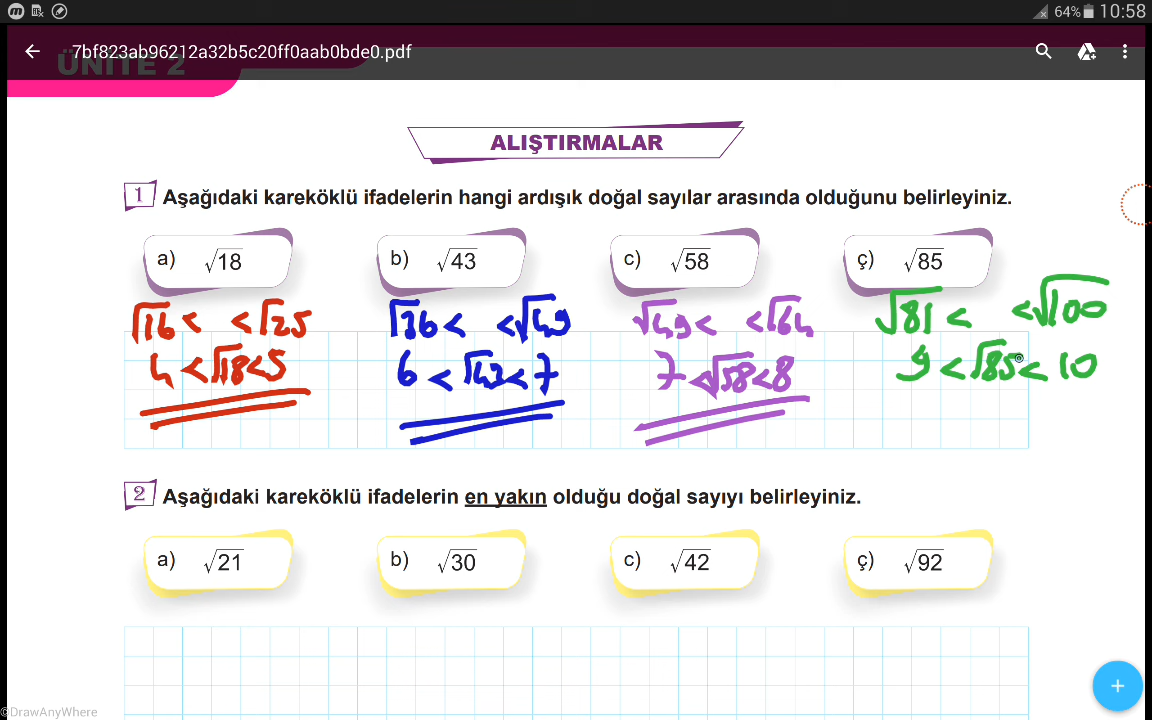 64% 10:58
7bf823ab96212a32b5c20ff0aab0bde0.pdf
ÜNİTE 2
ALIŞTIRMALAR
1 Aşağıdaki kareköklü ifadelerin hangi ardışık doğal sayılar arasında olduğunu belirleyiniz.
a) √18 b) √43 c) √58 ç) √85
√16 < < √25 √36 < < √49 √49 < < √64 √81 < < √100
4 < √18 < 5 6 < √43 < 7 7 < √58 < 8 9 < √85 < 10
2 Aşağıdaki kareköklü ifadelerin en yakın olduğu doğal sayıyı belirleyiniz.
a) √21 b) √30 c) √42 ç) √92
©DrawAnyWhere